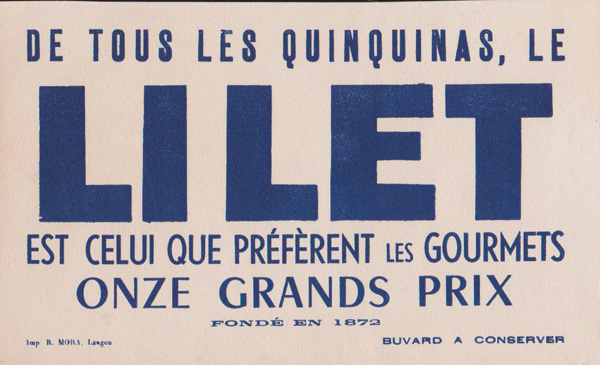 DE TOUS LES QUINQUINAS, LE
LILET
EST CELUI QUE PRÉFÈRENT LES GOURMETS
ONZE GRANDS PRIX
FONDÉ EN 1872
Imp R. MORA. Langon
BUVARD A CONSERVER